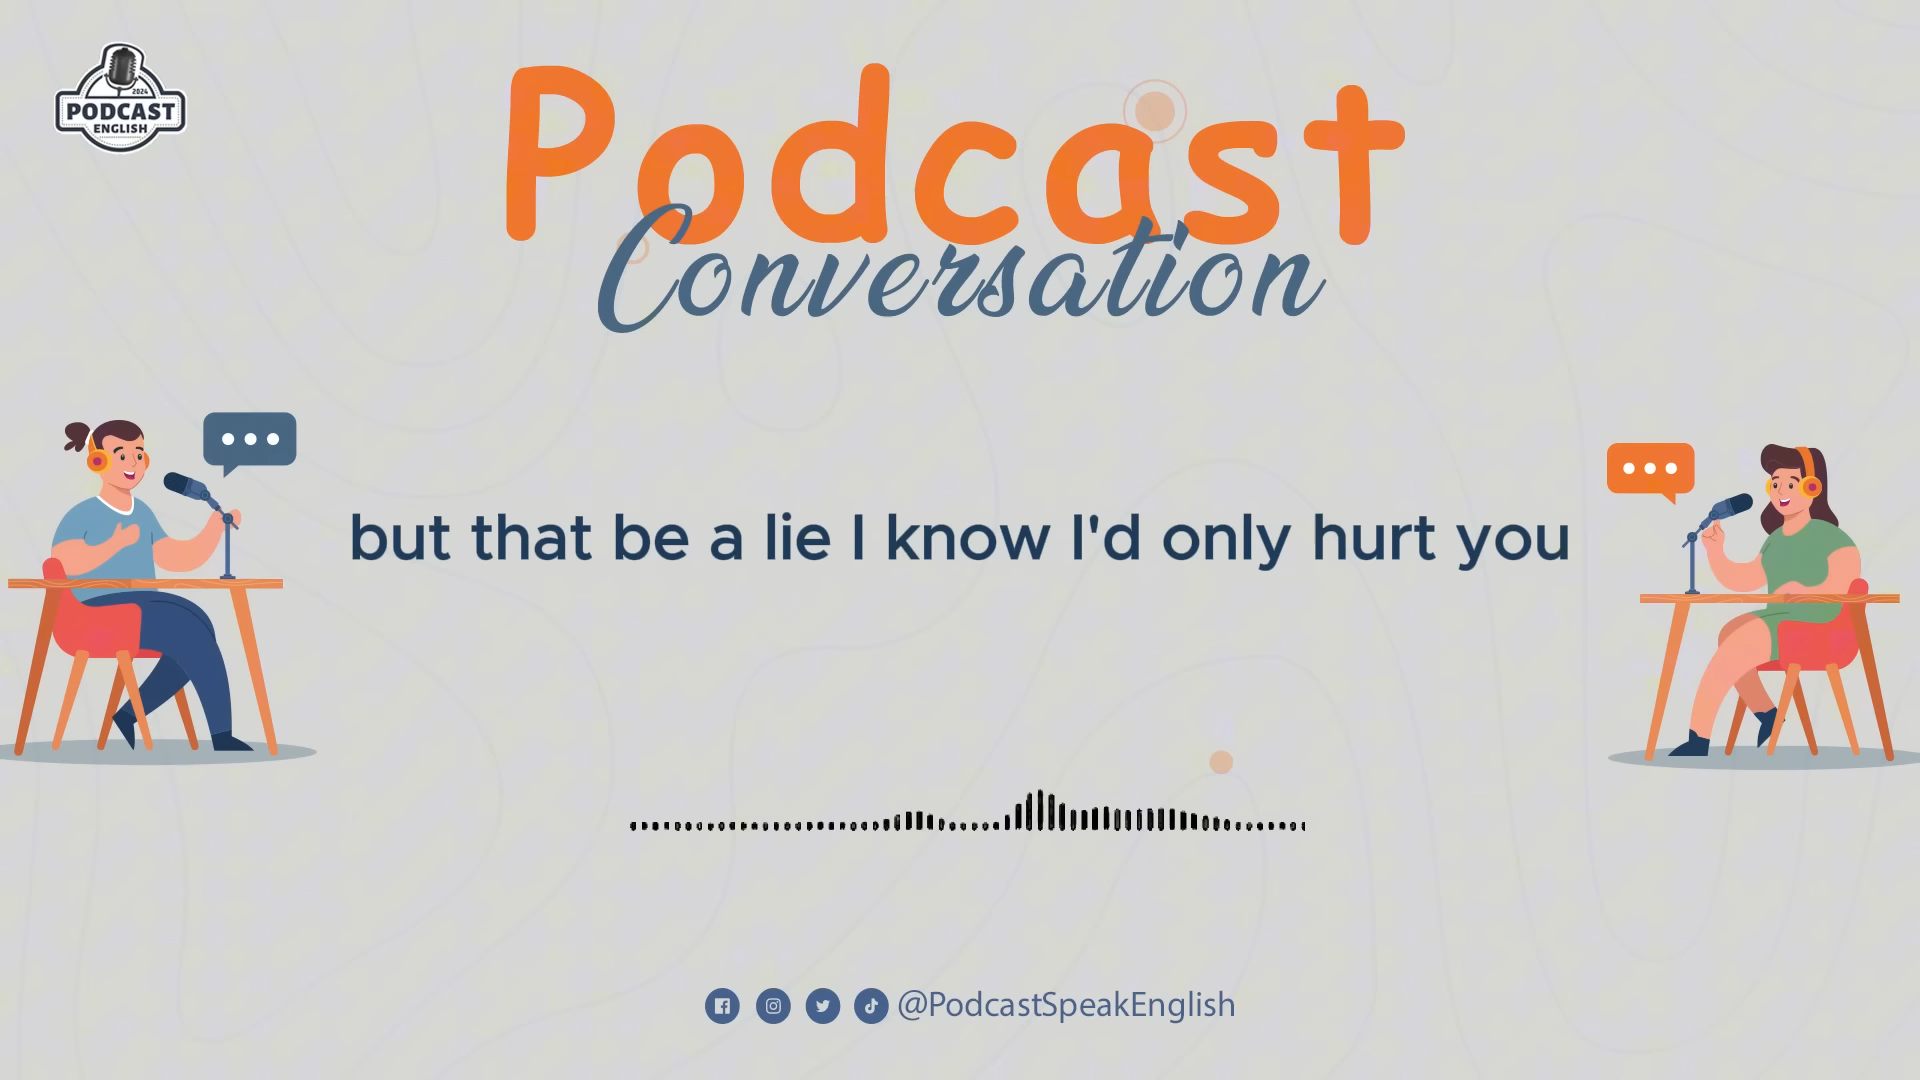 2024
PODCAST
ENGLISH
Podcast
Conversation
but that be a lie I know I'd only hurt you
@PodcastSpeakEnglish